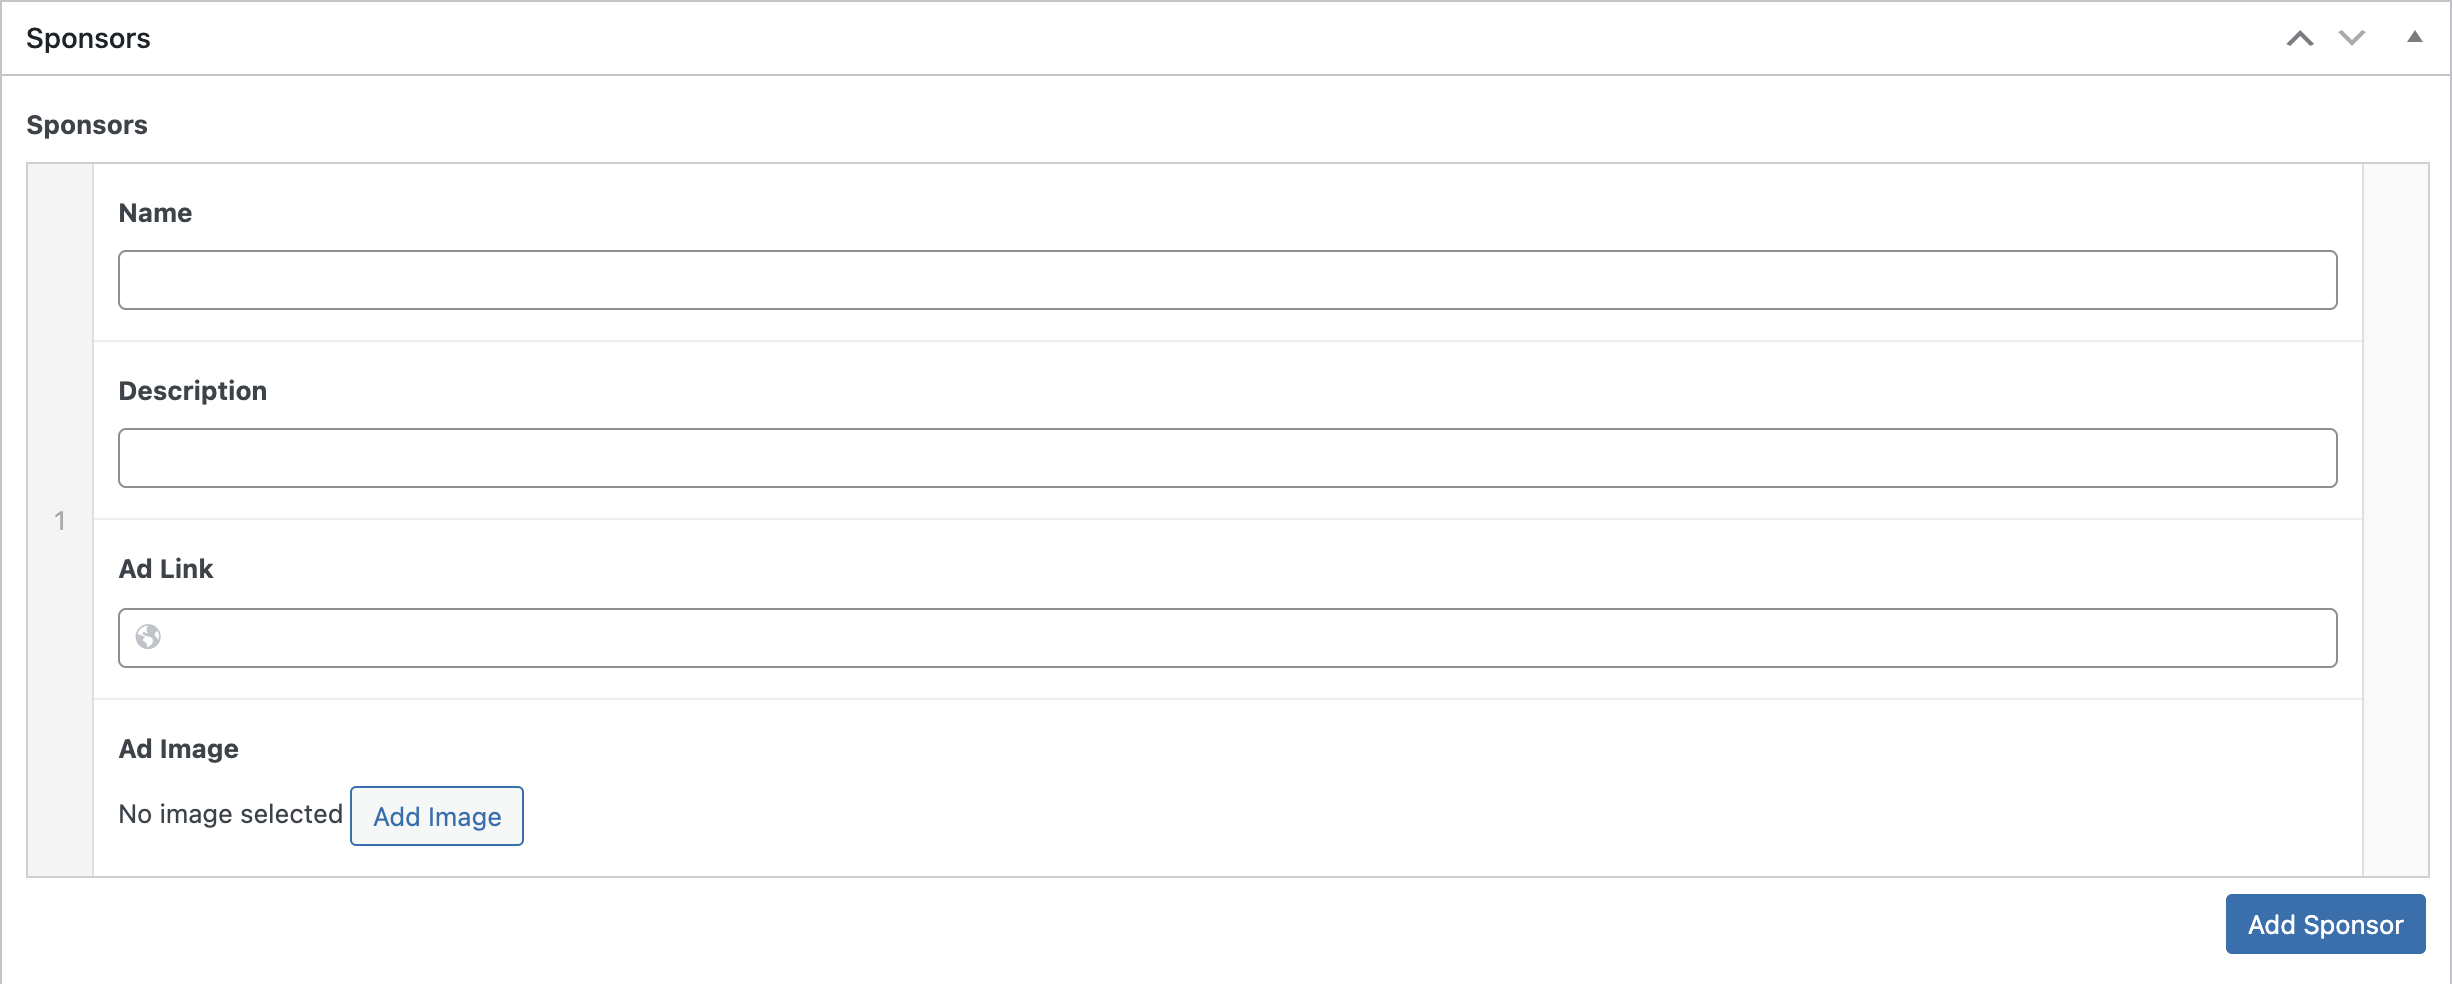 Sponsors
Sponsors
Name
Description
1
Ad Link
Ad Image
No image selected Add Image
Add Sponsor